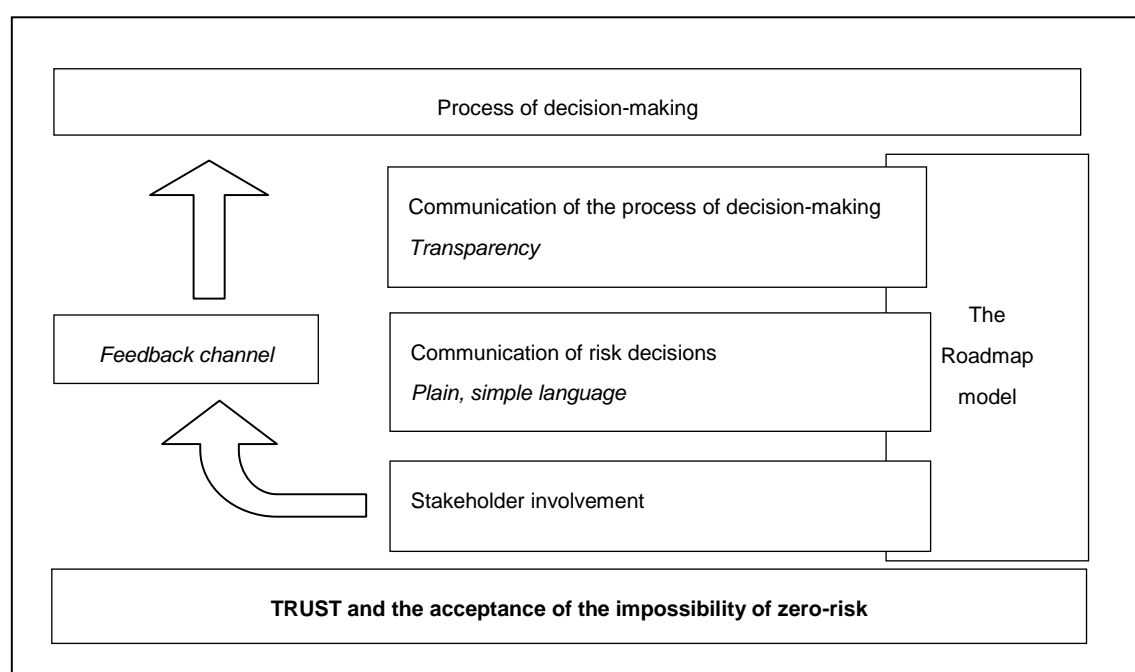 Process of decision-making
Communication of the process of decision-making
Transparency
Feedback channel
Communication of risk decisions
Plain, simple language
The
Roadmap
model
Stakeholder involvement
TRUST and the acceptance of the impossibility of zero-risk